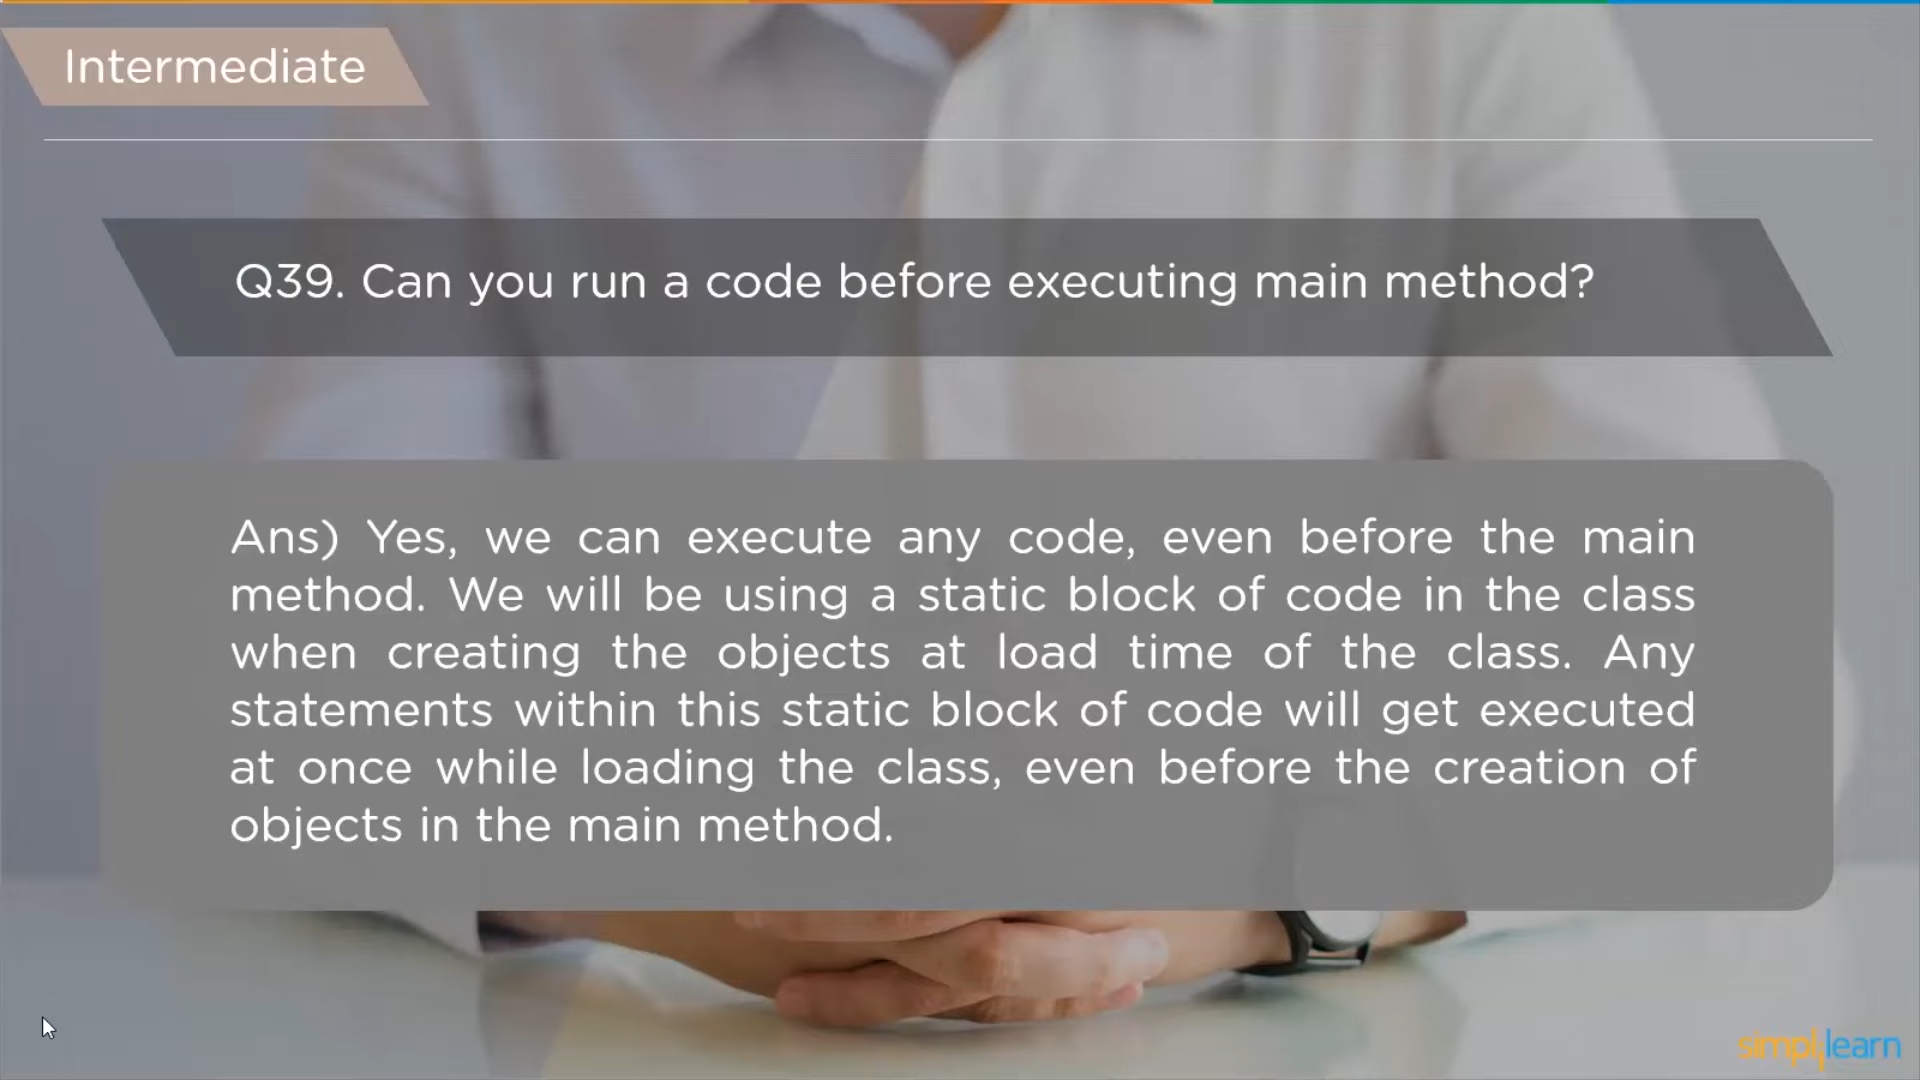 Intermediate
Q39. Can you run a code before executing main method?
Ans) Yes, we can execute any code, even before the main
method. We will be using a static block of code in the class
when creating the objects at load time of the class. Any
statements within this static block of code will get executed
at once while loading the class, even before the creation of
objects in the main method.
simplilearn